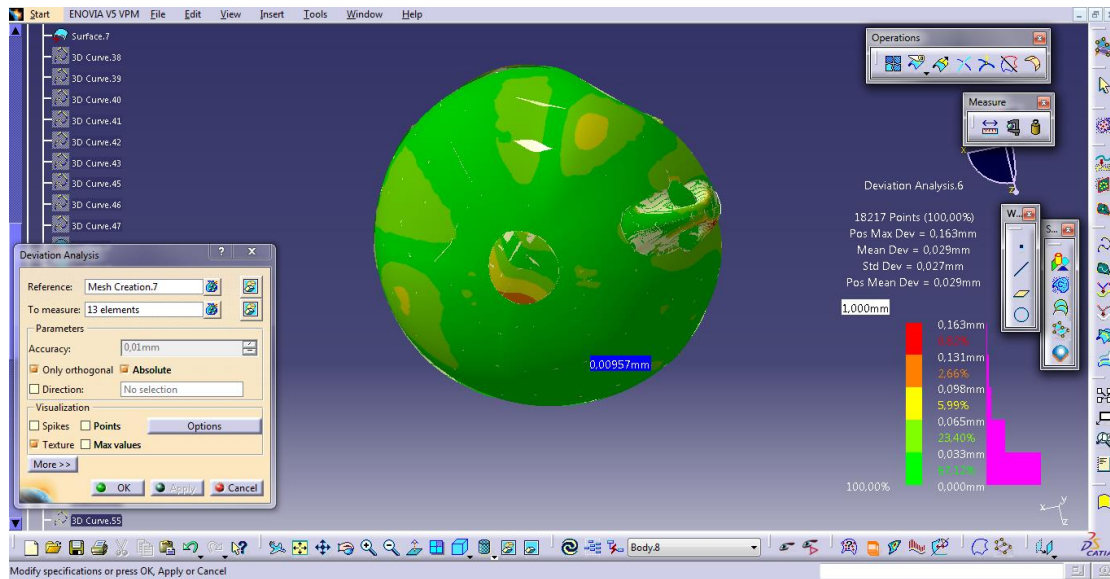 Start ENOVIA V5 VPM File Edit View Insert Tools Window Help
Surface.7
3D Curve.38
3D Curve.39
3D Curve.40
3D Curve.41
3D Curve.42
3D Curve.43
3D Curve.45
3D Curve.46
3D Curve.47
Operations
Measure
x
z
W...
S...
Deviation Analysis.6
18217 Points (100,00%)
Pos Max Dev = 0,163mm
Mean Dev = 0,029mm
Std Dev = 0,027mm
Pos Mean Dev = 0,029mm
1,000mm
0,163mm
0,131mm
2,66%
0,098mm
5,99%
0,065mm
23,40%
0,033mm
100,00% 0,000mm
0,00957mm
Deviation Analysis ? X
Reference: Mesh Creation.7
To measure: 13 elements
Parameters
Accuracy: 0,01mm
Only orthogonal Absolute
Direction: No selection
Visualization
Spikes Points Options
Texture Max values
More >>
OK Apply Cancel
3D Curve.55
x y
z
Body.8
CATIA
Modify specifications or press OK, Apply or Cancel